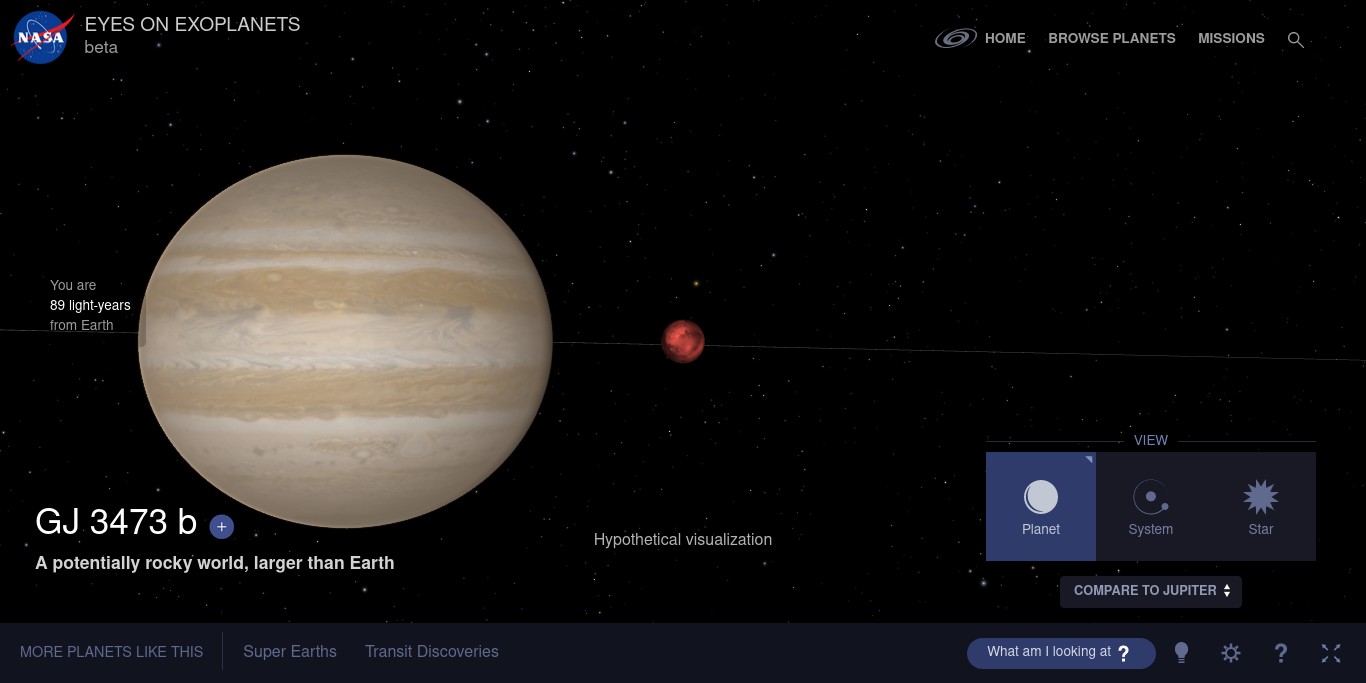 NASA
EYES ON EXOPLANETS
beta
HOME
BROWSE PLANETS
MISSIONS
You are
89 light-years
from Earth
GJ 3473 b +
A potentially rocky world, larger than Earth
Hypothetical visualization
VIEW
Planet
System
Star
COMPARE TO JUPITER
MORE PLANETS LIKE THIS
Super Earths
Transit Discoveries
What am I looking at ?
?